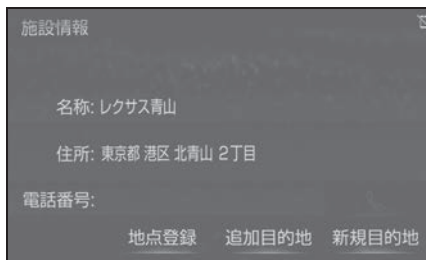 施設情報
名称: レクサス青山
住所: 東京都 港区 北青山 2丁目
電話番号:
地点登録 追加目的地 新規目的地